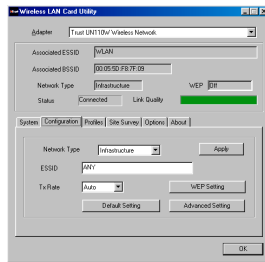 Wireless LAN Card Utility
Adapter Trust UN110W Wireless Network
Associated ESSID WLAN
Associated BSSID 00:05:5D:F8:7F:09
Network Type Infrastructure WEP Off
Status Connected Link Quality
System Configuration Profiles Site Survey Options About
Network Type Infrastructure Apply
ESSID ANY
Tx Rate Auto WEP Setting
Default Setting Advanced Setting
OK